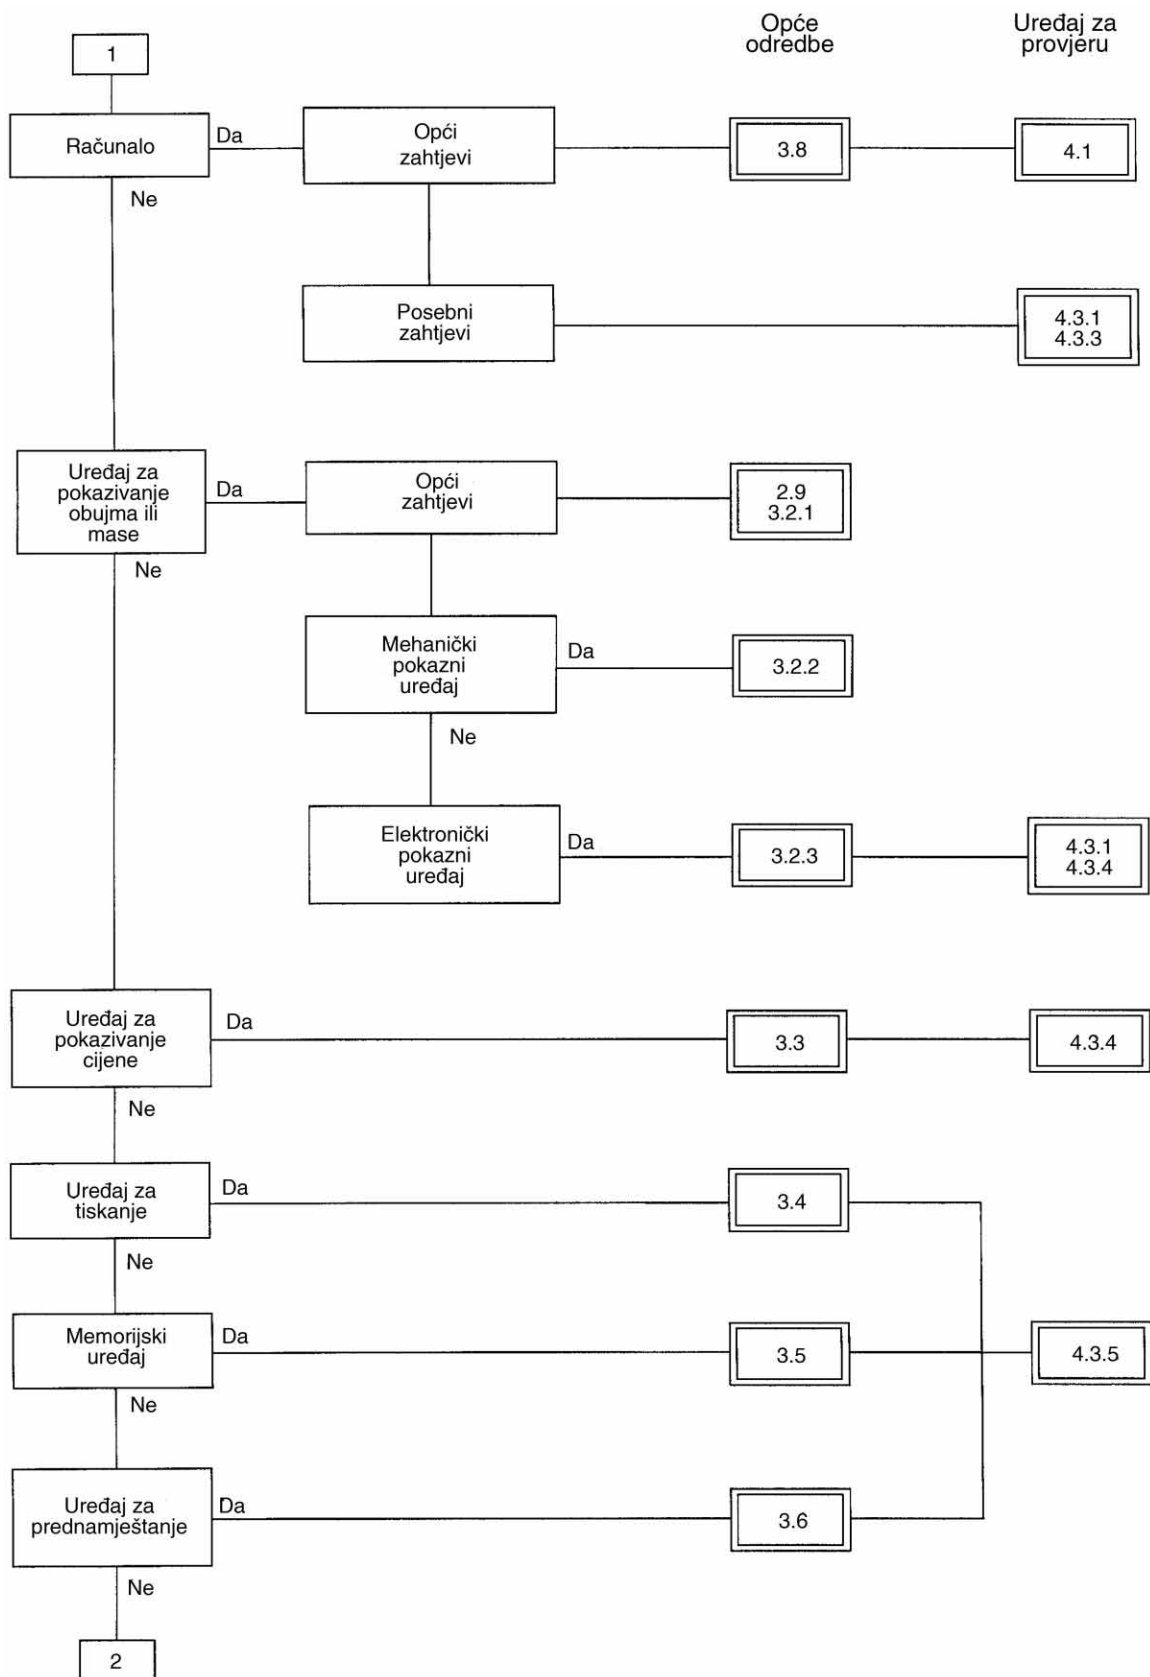 Opće
odredbe
Uređaj za
provjeru
1
Računalo
Da
Opći
zahtjevi
3.8
4.1
Ne
Posebni
zahtjevi
4.3.1
4.3.3
Uređaj za
pokazivanje
obujma ili
mase
Da
Opći
zahtjevi
2.9
3.2.1
Ne
Mehanički
pokazni
uređaj
Da
3.2.2
Ne
Elektronički
pokazni
uređaj
Da
3.2.3
4.3.1
4.3.4
Uređaj za
pokazivanje
cijene
Da
3.3
4.3.4
Ne
Uređaj za
tiskanje
Da
3.4
Ne
Memorijski
uređaj
Da
3.5
4.3.5
Ne
Uređaj za
prednamještanje
Da
3.6
Ne
2